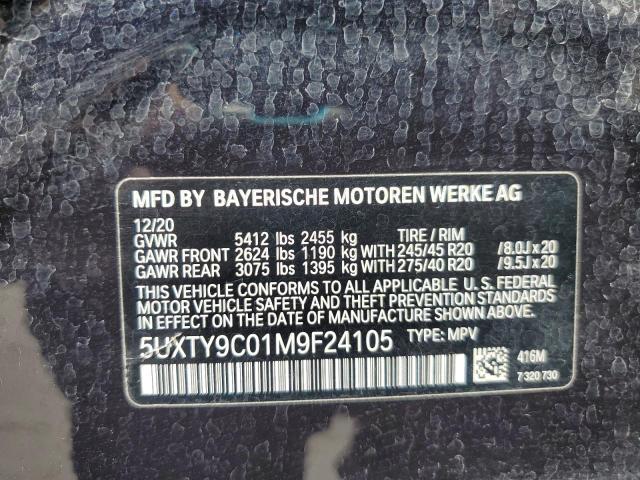 MFD BY BAYERISCHE MOTOREN WERKE AG
12/20
GVWR 5412 lbs 2455 kg TIRE / RIM
GAWR FRONT 2624 lbs 1190 kg WITH 245/45 R20 /8.0J x 20
GAWR REAR 3075 lbs 1395 kg WITH 275/40 R20 /9.5J x 20
THIS VEHICLE CONFORMS TO ALL APPLICABLE U. S. FEDERAL
MOTOR VEHICLE SAFETY AND THEFT PREVENTION STANDARDS
IN EFFECT ON THE DATE OF MANUFACTURE SHOWN ABOVE.
5UXTY9C01M9F24105 TYPE: MPV
416M
7 320 730